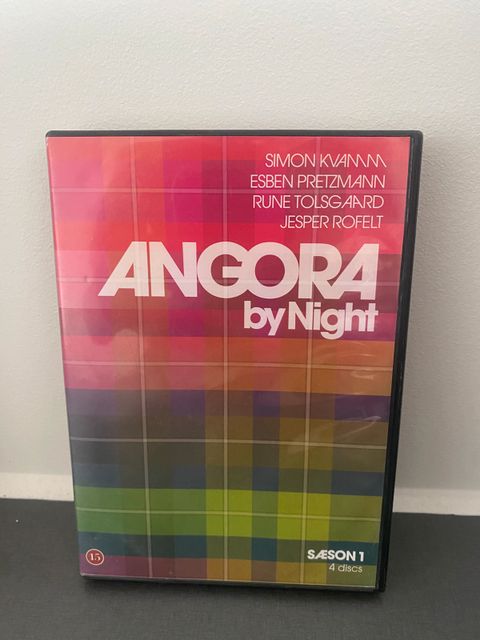 SIMON KVAMM
ESBEN PRETZMANN
RUNE TOLSGAARD
JESPER ROFELT
ANGORA
by Night
SÆSON 1
4 discs
15